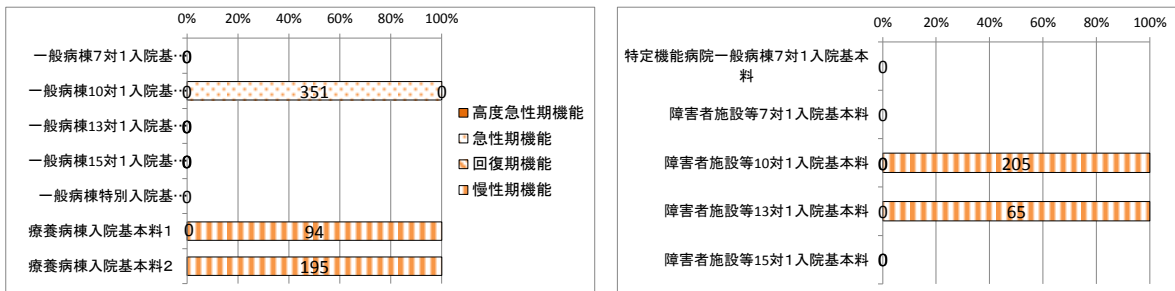 0% 20% 40% 60% 80% 100%
一般病棟7対1入院基…
0
一般病棟10対1入院基…
0 351 0
一般病棟13対1入院基…
0
一般病棟15対1入院基…
0
一般病棟特別入院基…
0
療養病棟入院基本料1
0 94
療養病棟入院基本料2
195
高度急性期機能
急性期機能
回復期機能
慢性期機能
0% 20% 40% 60% 80% 100%
特定機能病院一般病棟7対1入院基本
料
0
障害者施設等7対1入院基本料
0
障害者施設等10対1入院基本料
0 205
障害者施設等13対1入院基本料
0 65
障害者施設等15対1入院基本料
0